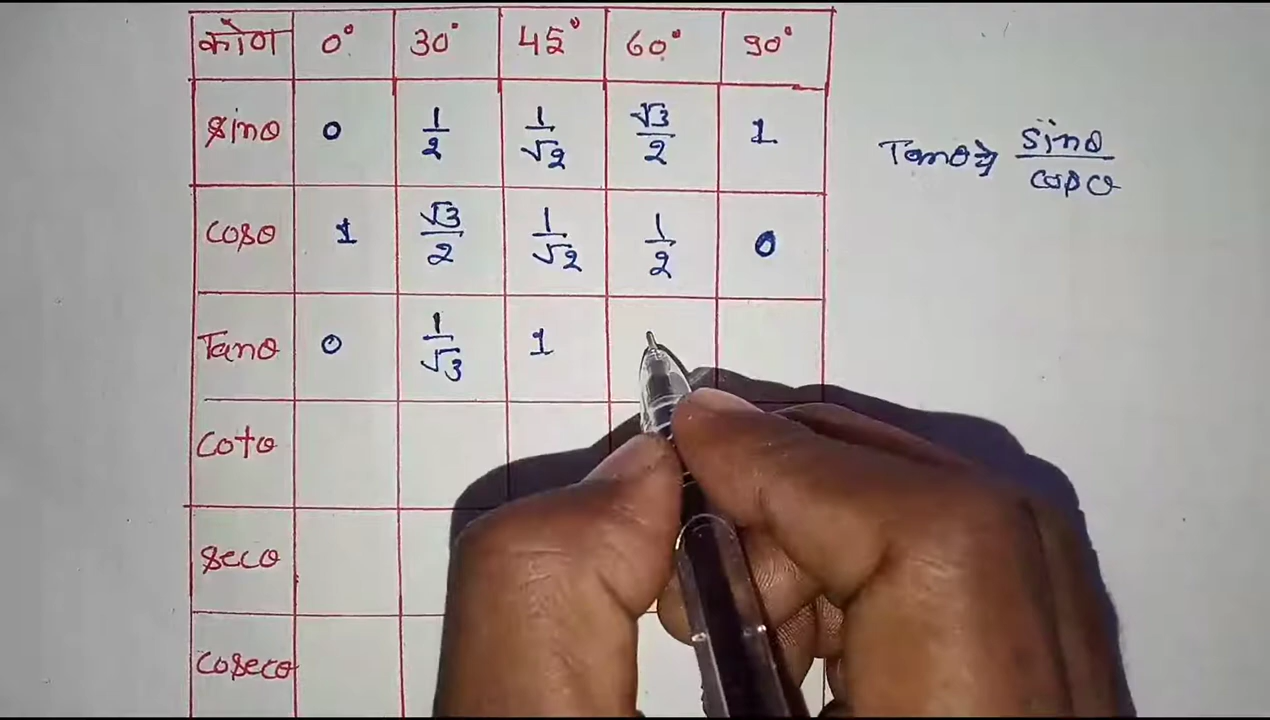 कोण 0° 30° 45° 60° 90°
sinθ 0 1/2 1/√2 √3/2 1
cosθ 1 √3/2 1/√2 1/2 0
Tanθ 0 1/√3 1
cotθ
secθ
cosecθ
Tanθ ⇒ sinθ/cosθ